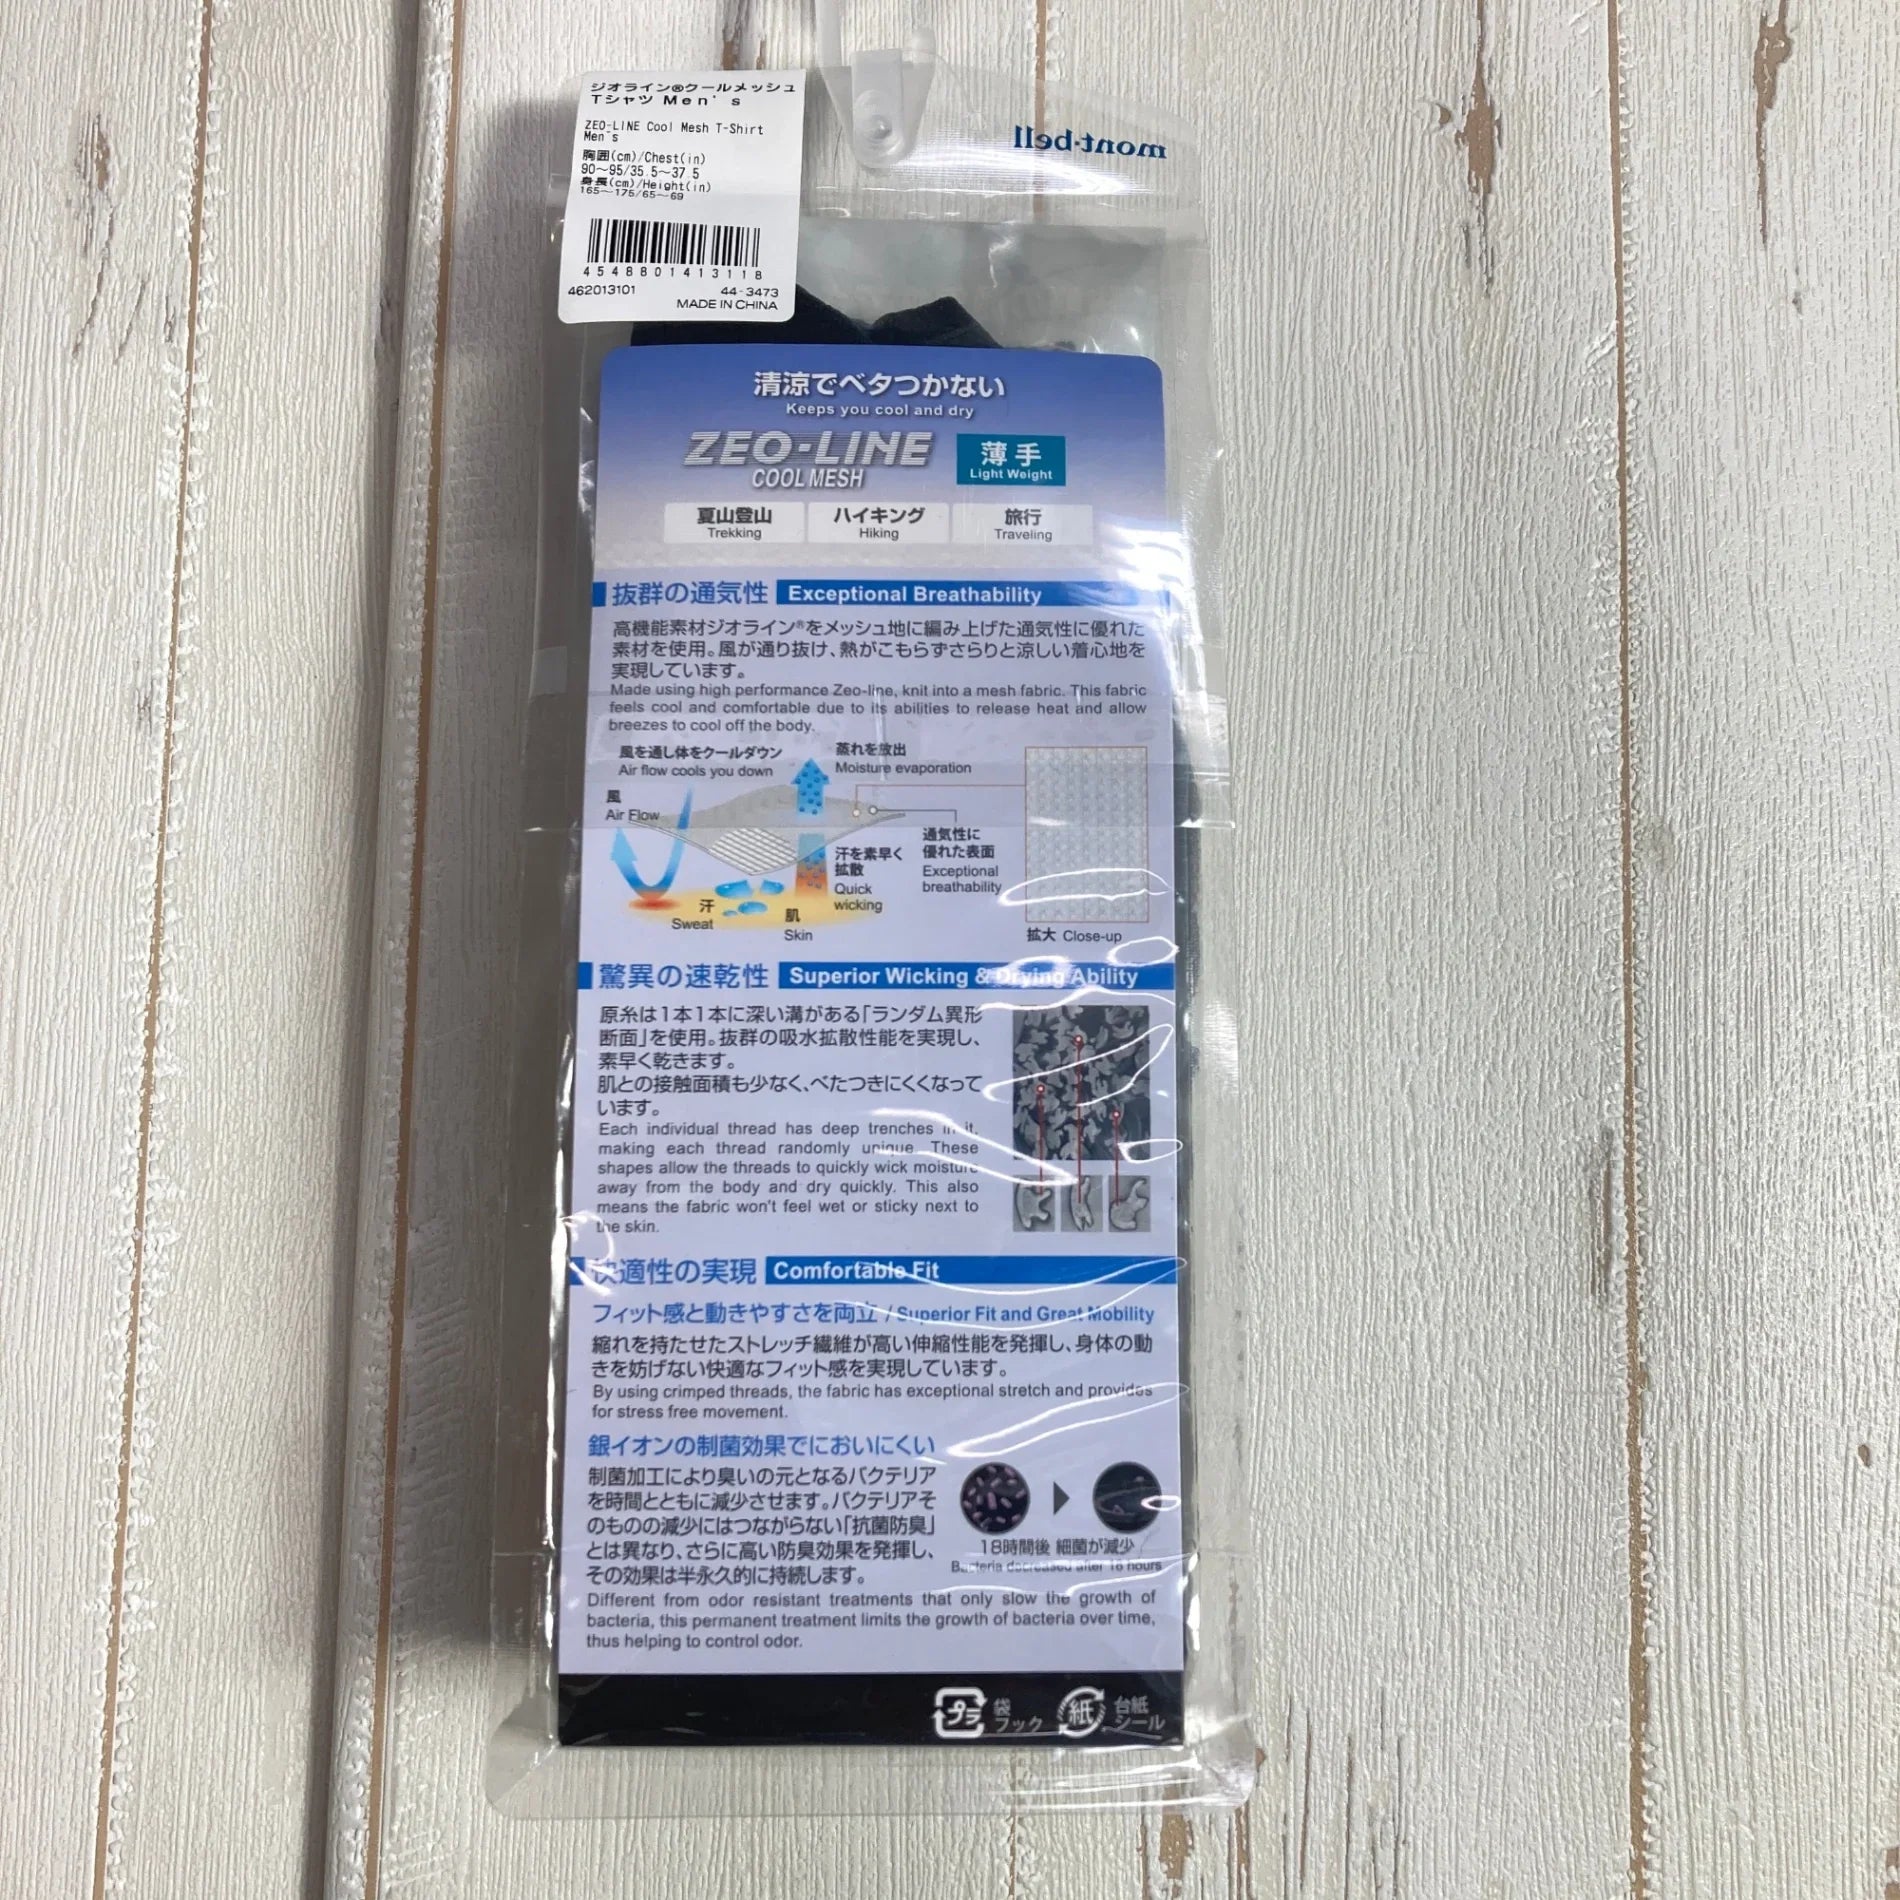 ジオライン®クールメッシュ
Tシャツ Men's
ZEO-LINE Cool Mesh T-Shirt
Men's
胸囲(cm)/Chest(in)
90~95/35.5~37.5
身長(cm)/Height(in)
165~175/65~69
4548801413118
462013101 44-3473
MADE IN CHINA
mont-bell
清涼でベタつかない
Keeps you cool and dry
ZEO-LINE
COOL MESH
薄手
Light Weight
夏山登山
Trekking
ハイキング
Hiking
旅行
Traveling
抜群の通気性 Exceptional Breathability
高機能素材ジオライン®をメッシュ地に編み上げた通気性に優れた
素材を使用。風が通り抜け、熱がこもらずさらりと涼しい着心地を
実現しています。
Made using high performance Zeo-line, knit into a mesh fabric. This fabric
feels cool and comfortable due to its abilities to release heat and allow
breezes to cool off the body.
風を通し体をクールダウン
Air flow cools you down
蒸れを放出
Moisture evaporation
風
Air Flow
汗を素早く
拡散
Quick
wicking
通気性に
優れた表面
Exceptional
breathability
汗
Sweat
肌
Skin
拡大 Close-up
驚異の速乾性 Superior Wicking & Drying Ability
原糸は1本1本に深い溝がある「ランダム異形
断面」を使用。抜群の吸水拡散性能を実現し、
素早く乾きます。
肌との接触面積も少なく、べたつきにくくなって
います。
Each individual thread has deep trenches in it,
making each thread randomly unique. These
shapes allow the threads to quickly wick moisture
away from the body and dry quickly. This also
means the fabric won't feel wet or sticky next to
the skin.
快適性の実現 Comfortable Fit
フィット感と動きやすさを両立 / Superior Fit and Great Mobility
縮れを持たせたストレッチ繊維が高い伸縮性能を発揮し、身体の動
きを妨げない快適なフィット感を実現しています。
By using crimped threads, the fabric has exceptional stretch and provides
for stress free movement.
銀イオンの制菌効果でにおいにくい
制菌加工により臭いの元となるバクテリア
を時間とともに減少させます。バクテリアそ
のものの減少にはつながらない「抗菌防臭」
とは異なり、さらに高い防臭効果を発揮し、
その効果は半永久的に持続します。
18時間後 細菌が減少
Bacteria decreased after 18 hours
Different from odor resistant treatments that only slow the growth of
bacteria, this permanent treatment limits the growth of bacteria over time,
thus helping to control odor.
プラ 袋
フック
紙 台紙
シール